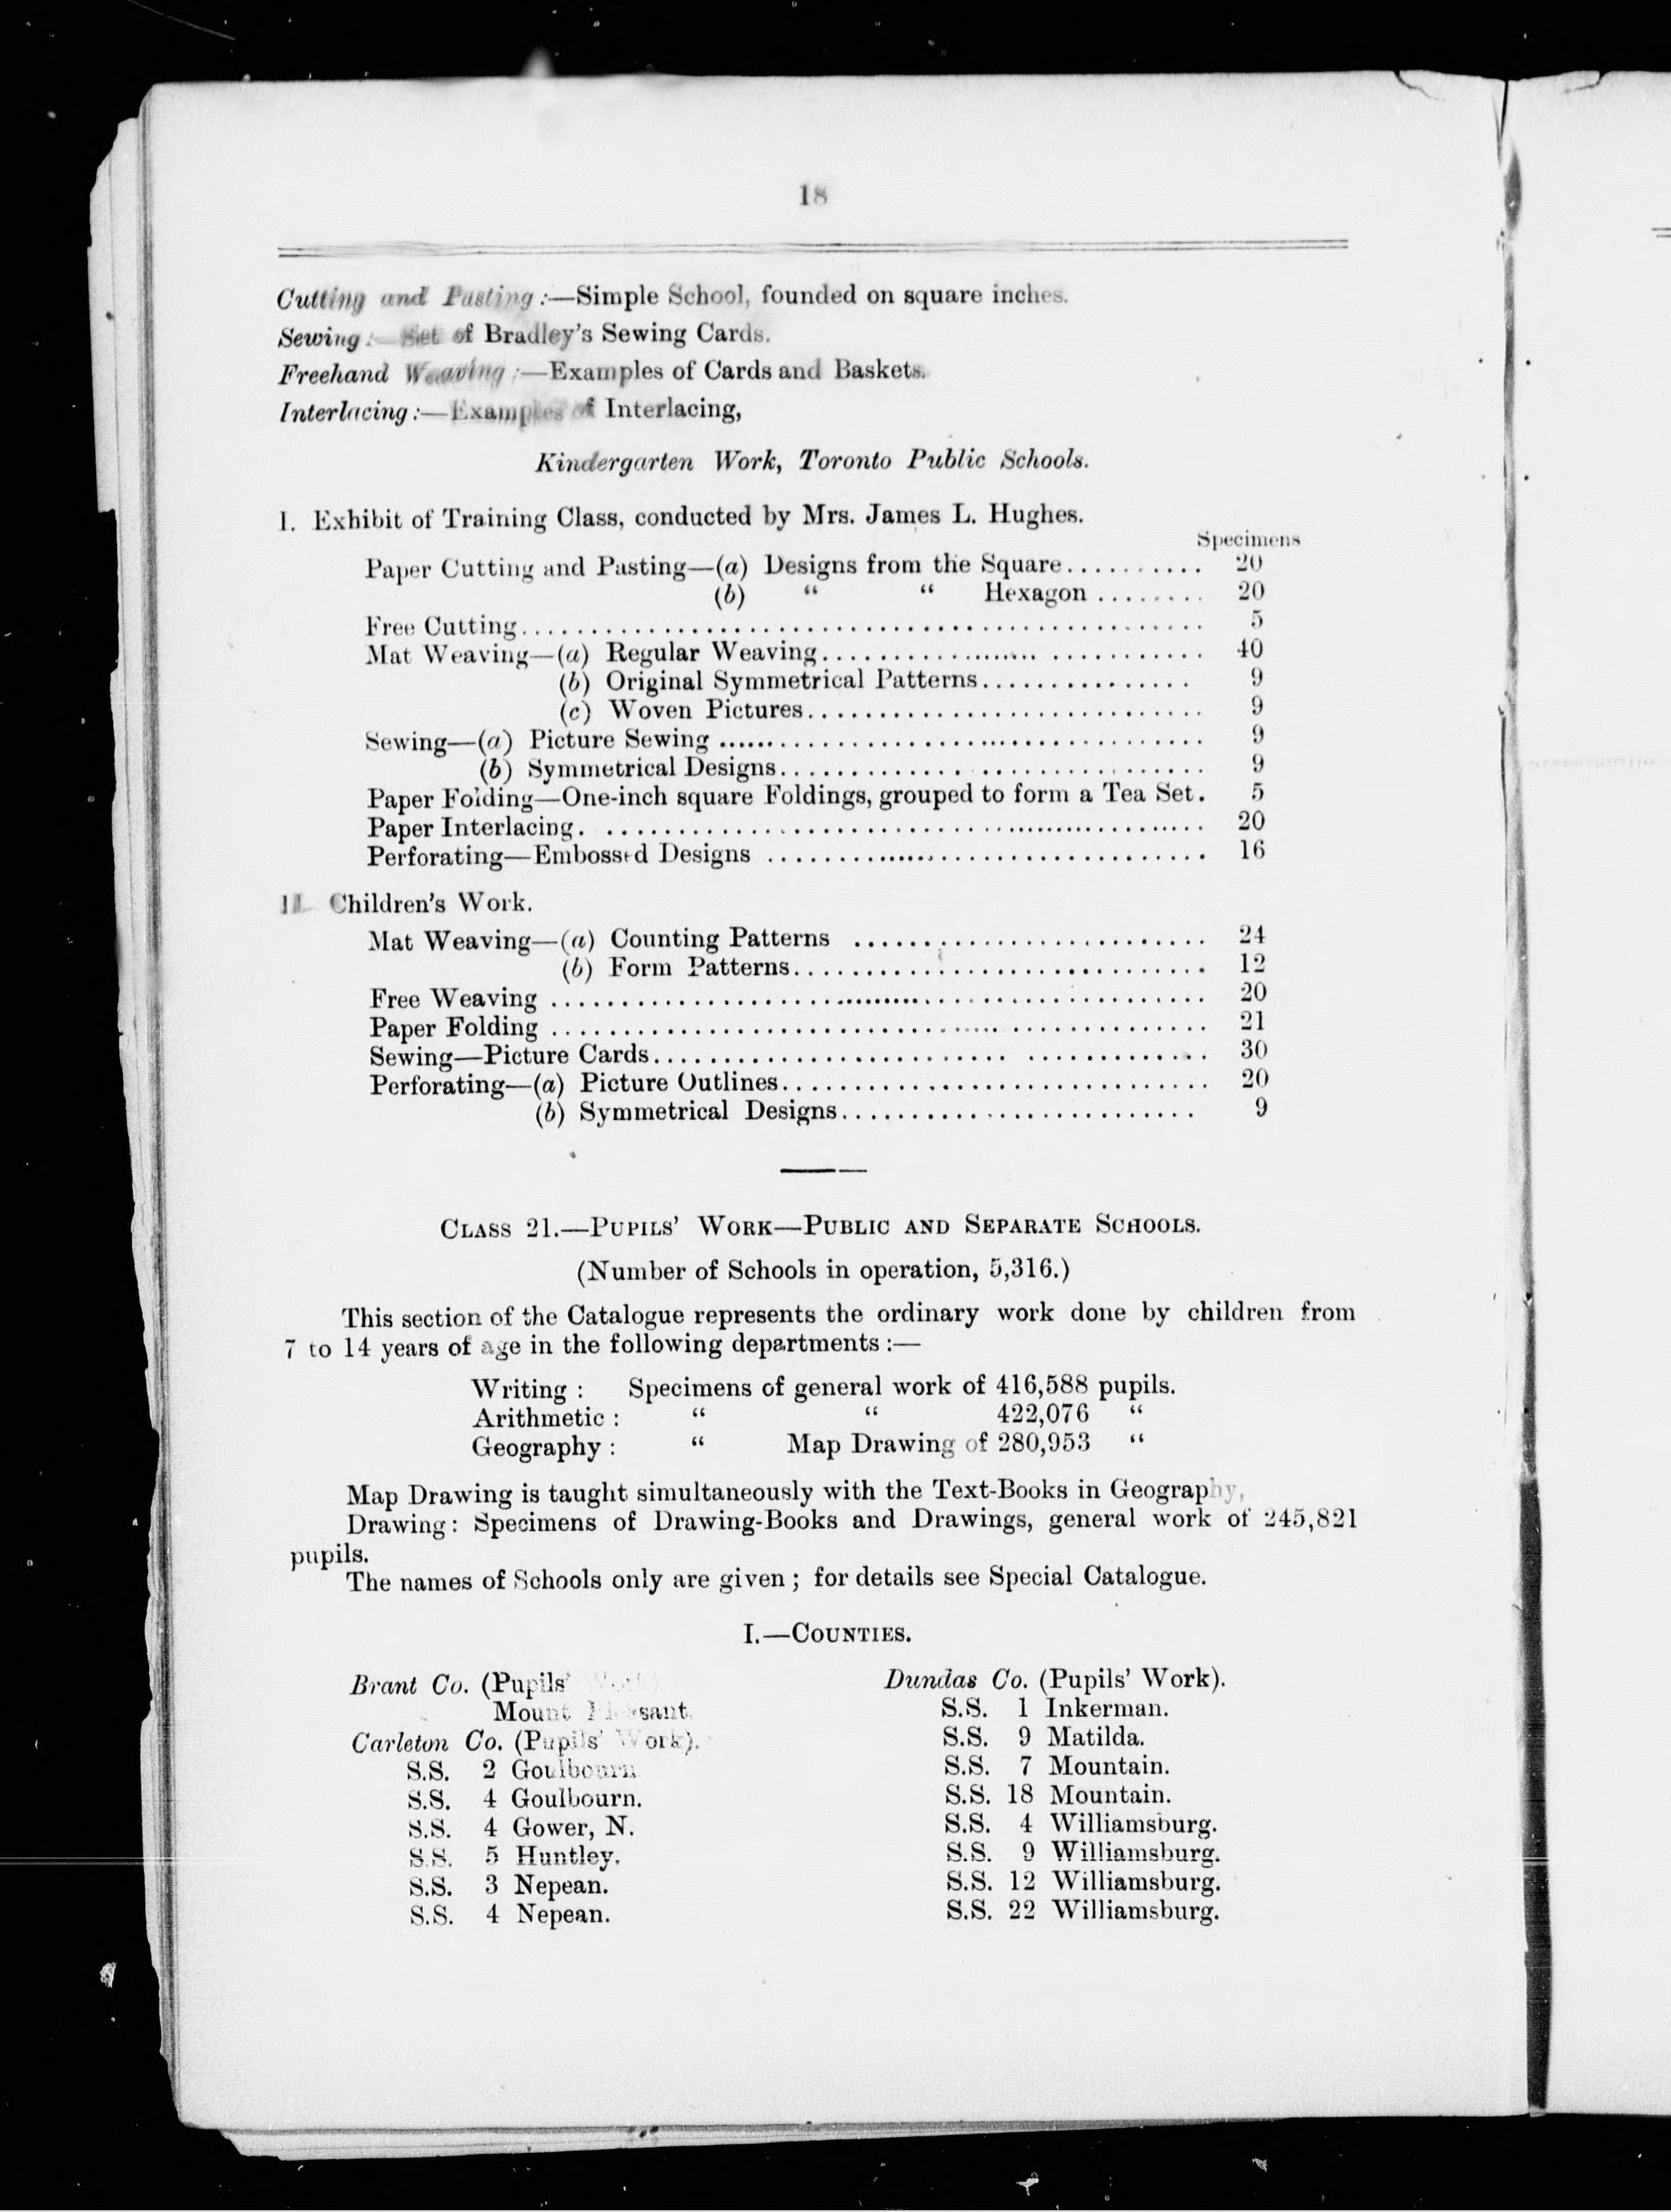 18
Cutting and Pasting :—Simple School, founded on square inches.
Sewing :—Set of Bradley's Sewing Cards.
Freehand Weaving :—Examples of Cards and Baskets.
Interlacing :—Examples of Interlacing,
Kindergarten Work, Toronto Public Schools.
I. Exhibit of Training Class, conducted by Mrs. James L. Hughes.
Specimens
Paper Cutting and Pasting—(a) Designs from the Square........... 20
(b) “ “ Hexagon ........ 20
Free Cutting................................................ 5
Mat Weaving—(a) Regular Weaving........................... 40
(b) Original Symmetrical Patterns............... 9
(c) Woven Pictures............................ 9
Sewing—(a) Picture Sewing .................................. 9
(b) Symmetrical Designs............................. 9
Paper Folding—One-inch square Foldings, grouped to form a Tea Set. 5
Paper Interlacing. ........................................... 20
Perforating—Embossed Designs ............................... 16
II. Children's Work.
Mat Weaving—(a) Counting Patterns ......................... 24
(b) Form Patterns............................. 12
Free Weaving .............................................. 20
Paper Folding .............................................. 21
Sewing—Picture Cards...................................... 30
Perforating—(a) Picture Outlines.............................. 20
(b) Symmetrical Designs......................... 9
CLASS 21.—PUPILS' WORK—PUBLIC AND SEPARATE SCHOOLS.
(Number of Schools in operation, 5,316.)
This section of the Catalogue represents the ordinary work done by children from
7 to 14 years of age in the following departments :—
Writing : Specimens of general work of 416,588 pupils.
Arithmetic : “ “ 422,076 “
Geography : “ Map Drawing of 280,953 “
Map Drawing is taught simultaneously with the Text-Books in Geography,
Drawing: Specimens of Drawing-Books and Drawings, general work of 245,821
pupils.
The names of Schools only are given ; for details see Special Catalogue.
I.—COUNTIES.
Brant Co. (Pupils' Work).
Mount Pleasant.
Carleton Co. (Pupils' Work).
S.S. 2 Goulbourn
S.S. 4 Goulbourn.
S.S. 4 Gower, N.
S.S. 5 Huntley.
S.S. 3 Nepean.
S.S. 4 Nepean.
Dundas Co. (Pupils' Work).
S.S. 1 Inkerman.
S.S. 9 Matilda.
S.S. 7 Mountain.
S.S. 18 Mountain.
S.S. 4 Williamsburg.
S.S. 9 Williamsburg.
S.S. 12 Williamsburg.
S.S. 22 Williamsburg.